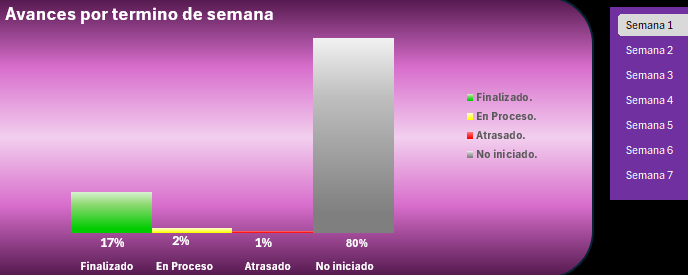 Avances por termino de semana
Finalizado.
En Proceso.
Atrasado.
No iniciado.
17% 2% 1% 80%
Finalizado En Proceso Atrasado No iniciado
Semana 1
Semana 2
Semana 3
Semana 4
Semana 5
Semana 6
Semana 7